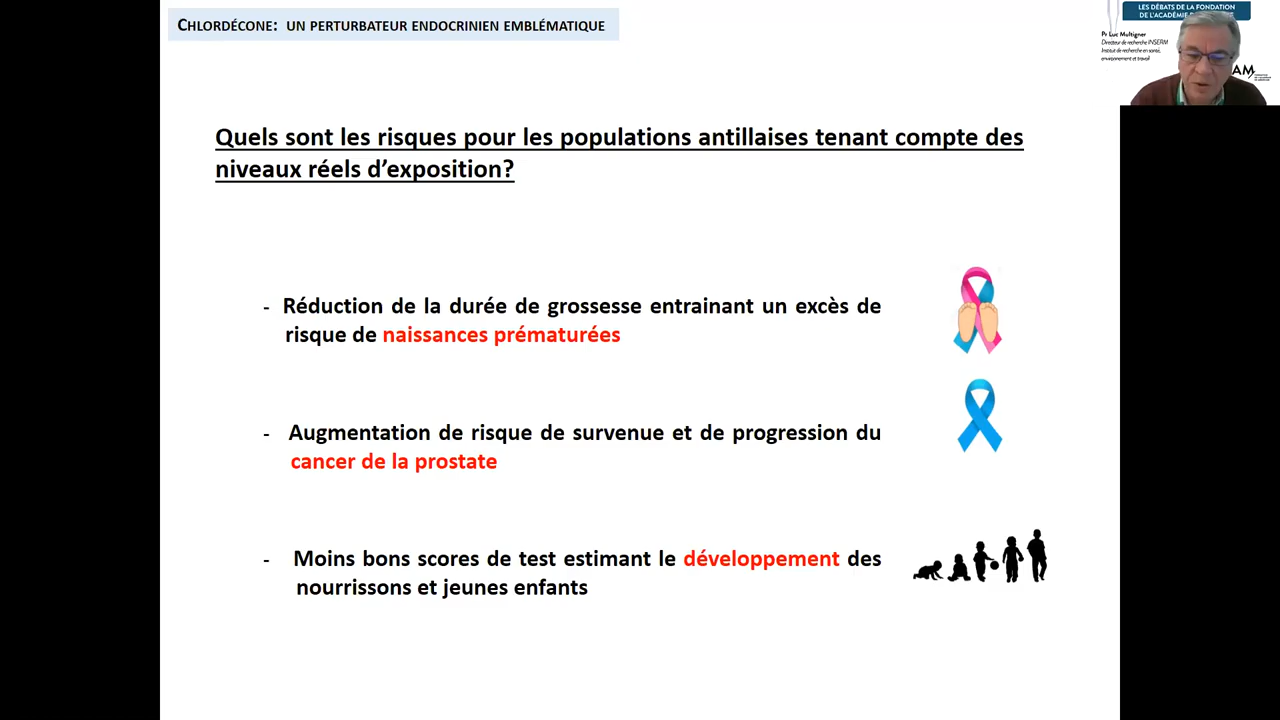 CHLORDÉCONE: UN PERTURBATEUR ENDOCRINIEN EMBLÉMATIQUE
LES DÉBATS DE LA FONDATION
DE L'ACADÉMIE
Pr Luc Multigner
Directeur de recherche INSERM
Institut de recherche en santé,
environnement et travail
AM
Quels sont les risques pour les populations antillaises tenant compte des
niveaux réels d'exposition?
- Réduction de la durée de grossesse entrainant un excès de
risque de naissances prématurées
- Augmentation de risque de survenue et de progression du
cancer de la prostate
- Moins bons scores de test estimant le développement des
nourrissons et jeunes enfants